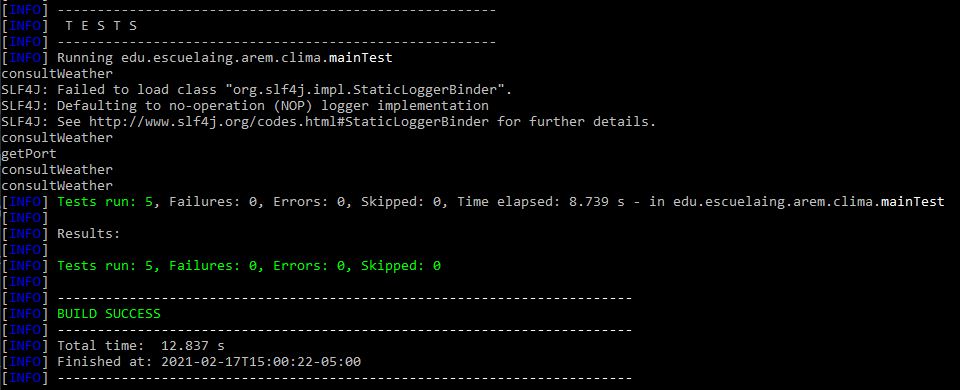 [INFO] -------------------------------------------------------
[INFO]  T E S T S
[INFO] -------------------------------------------------------
[INFO] Running edu.escuelaing.arem.clima.mainTest
consultWeather
SLF4J: Failed to load class "org.slf4j.impl.StaticLoggerBinder".
SLF4J: Defaulting to no-operation (NOP) logger implementation
SLF4J: See http://www.slf4j.org/codes.html#StaticLoggerBinder for further details.
consultWeather
getPort
consultWeather
consultWeather
[INFO] Tests run: 5, Failures: 0, Errors: 0, Skipped: 0, Time elapsed: 8.739 s - in edu.escuelaing.arem.clima.mainTest
[INFO]
[INFO] Results:
[INFO]
[INFO] Tests run: 5, Failures: 0, Errors: 0, Skipped: 0
[INFO]
[INFO] ------------------------------------------------------------------------
[INFO] BUILD SUCCESS
[INFO] ------------------------------------------------------------------------
[INFO] Total time:  12.837 s
[INFO] Finished at: 2021-02-17T15:00:22-05:00
[INFO] ------------------------------------------------------------------------